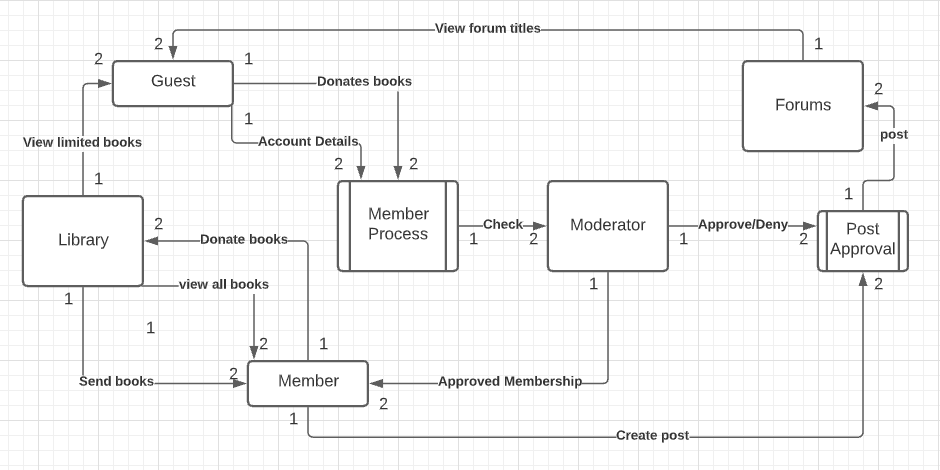 View forum titles
2
1
2
1
Guest
Donates books
Forums
2
1
post
View limited books
Account Details
2
2
1
1
Library
2
Donate books
Member
Process
Check
1
2
Moderator
Approve/Deny
1
2
Post
Approval
view all books
1
1
2
1
1
2
Send books
2
Member
Approved Membership
2
1
Create post